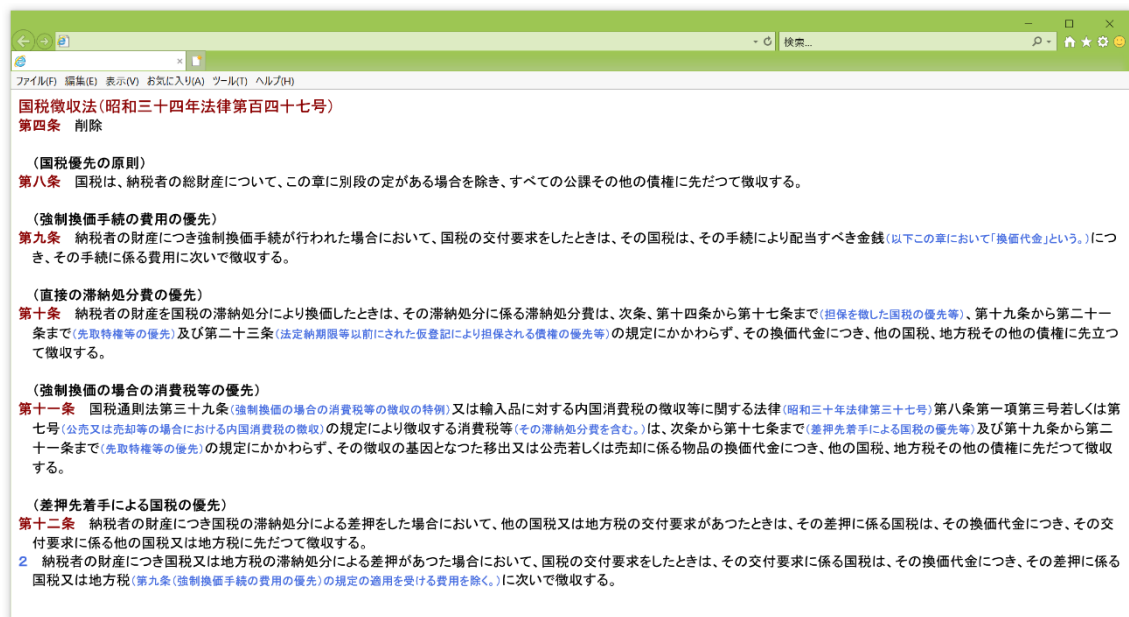 検索...
ファイル(F) 編集(E) 表示(V) お気に入り(A) ツール(T) ヘルプ(H)
国税徴収法(昭和三十四年法律第百四十七号)
第四条 削除
(国税優先の原則)
第八条 国税は、納税者の総財産について、この章に別段の定がある場合を除き、すべての公課その他の債権に先だつて徴収する。
(強制換価手続の費用の優先)
第九条 納税者の財産につき強制換価手続が行われた場合において、国税の交付要求をしたときは、その国税は、その手続により配当すべき金銭(以下この章において「換価代金」という。)につ
き、その手続に係る費用に次いで徴収する。
(直接の滞納処分費の優先)
第十条 納税者の財産を国税の滞納処分により換価したときは、その滞納処分に係る滞納処分費は、次条、第十四条から第十七条まで(担保を徴した国税の優先等)、第十九条から第二十一
条まで(先取特権等の優先)及び第二十三条(法定納期限等以前にされた仮登記により担保される債権の優先等)の規定にかかわらず、その換価代金につき、他の国税、地方税その他の債権に先立つ
て徴収する。
(強制換価の場合の消費税等の優先)
第十一条 国税通則法第三十九条(強制換価の場合の消費税等の徴収の特例)又は輸入品に対する内国消費税の徴収等に関する法律(昭和三十年法律第三十七号)第八条第一項第三号若しくは第
七号(公売又は売却等の場合における内国消費税の徴収)の規定により徴収する消費税等(その滞納処分費を含む。)は、次条から第十七条まで(差押先着手による国税の優先等)及び第十九条から第二
十一条まで(先取特権等の優先)の規定にかかわらず、その徴収の基因となつた移出又は公売若しくは売却に係る物品の換価代金につき、他の国税、地方税その他の債権に先だつて徴収
する。
(差押先着手による国税の優先)
第十二条 納税者の財産につき国税の滞納処分による差押をした場合において、他の国税又は地方税の交付要求があつたときは、その差押に係る国税は、その換価代金につき、その交
付要求に係る他の国税又は地方税に先だつて徴収する。
2 納税者の財産につき国税又は地方税の滞納処分による差押があつた場合において、国税の交付要求をしたときは、その交付要求に係る国税は、その換価代金につき、その差押に係る
国税又は地方税(第九条(強制換価手続の費用の優先)の規定の適用を受ける費用を除く。)に次いで徴収する。